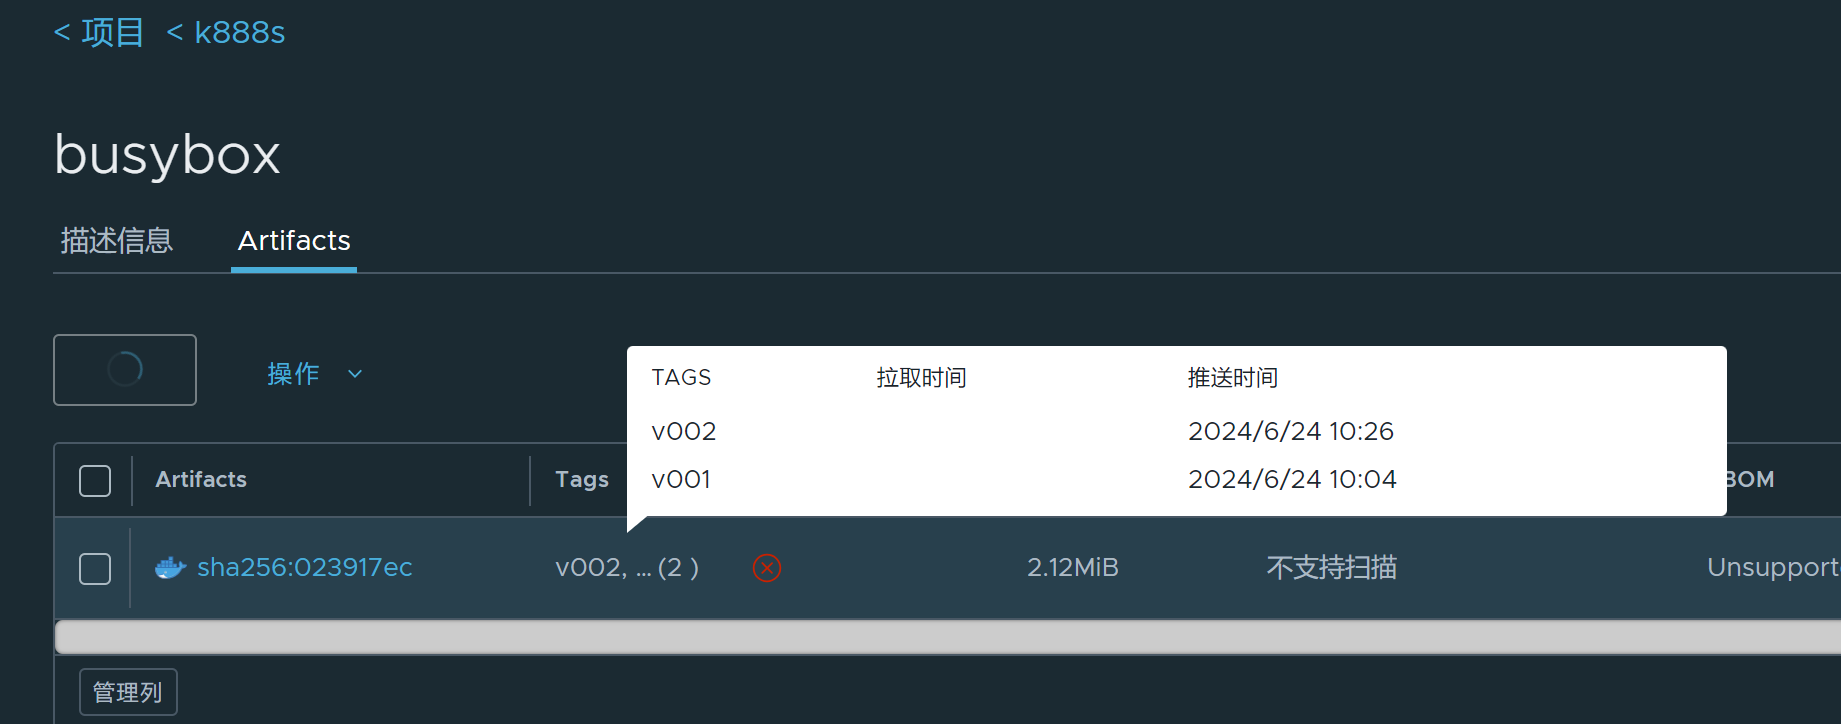 < 项目 < k888s
busybox
描述信息 Artifacts
操作
TAGS 拉取时间 推送时间
v002 2024/6/24 10:26
v001 2024/6/24 10:04
Artifacts Tags BOM
sha256:023917ec v002, ... (2 ) 2.12MiB 不支持扫描 Unsupport
管理列